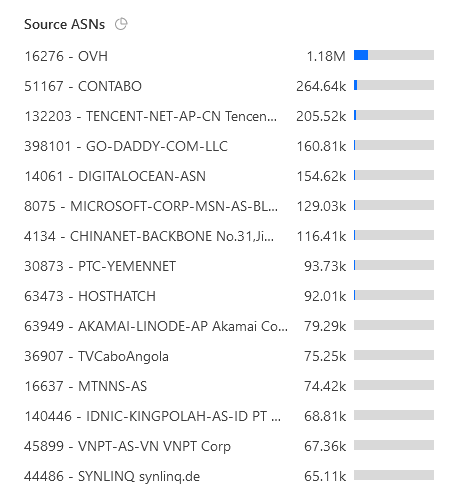 Source ASNs
16276 - OVH 1.18M
51167 - CONTABO 264.64k
132203 - TENCENT-NET-AP-CN Tencen... 205.52k
398101 - GO-DADDY-COM-LLC 160.81k
14061 - DIGITALOCEAN-ASN 154.62k
8075 - MICROSOFT-CORP-MSN-AS-BL... 129.03k
4134 - CHINANET-BACKBONE No.31,Ji... 116.41k
30873 - PTC-YEMENNET 93.73k
63473 - HOSTHATCH 92.01k
63949 - AKAMAI-LINODE-AP Akamai Co... 79.29k
36907 - TVCaboAngola 75.25k
16637 - MTNNS-AS 74.42k
140446 - IDNIC-KINGPOLAH-AS-ID PT ... 68.81k
45899 - VNPT-AS-VN VNPT Corp 67.36k
44486 - SYNLINQ synlinq.de 65.11k